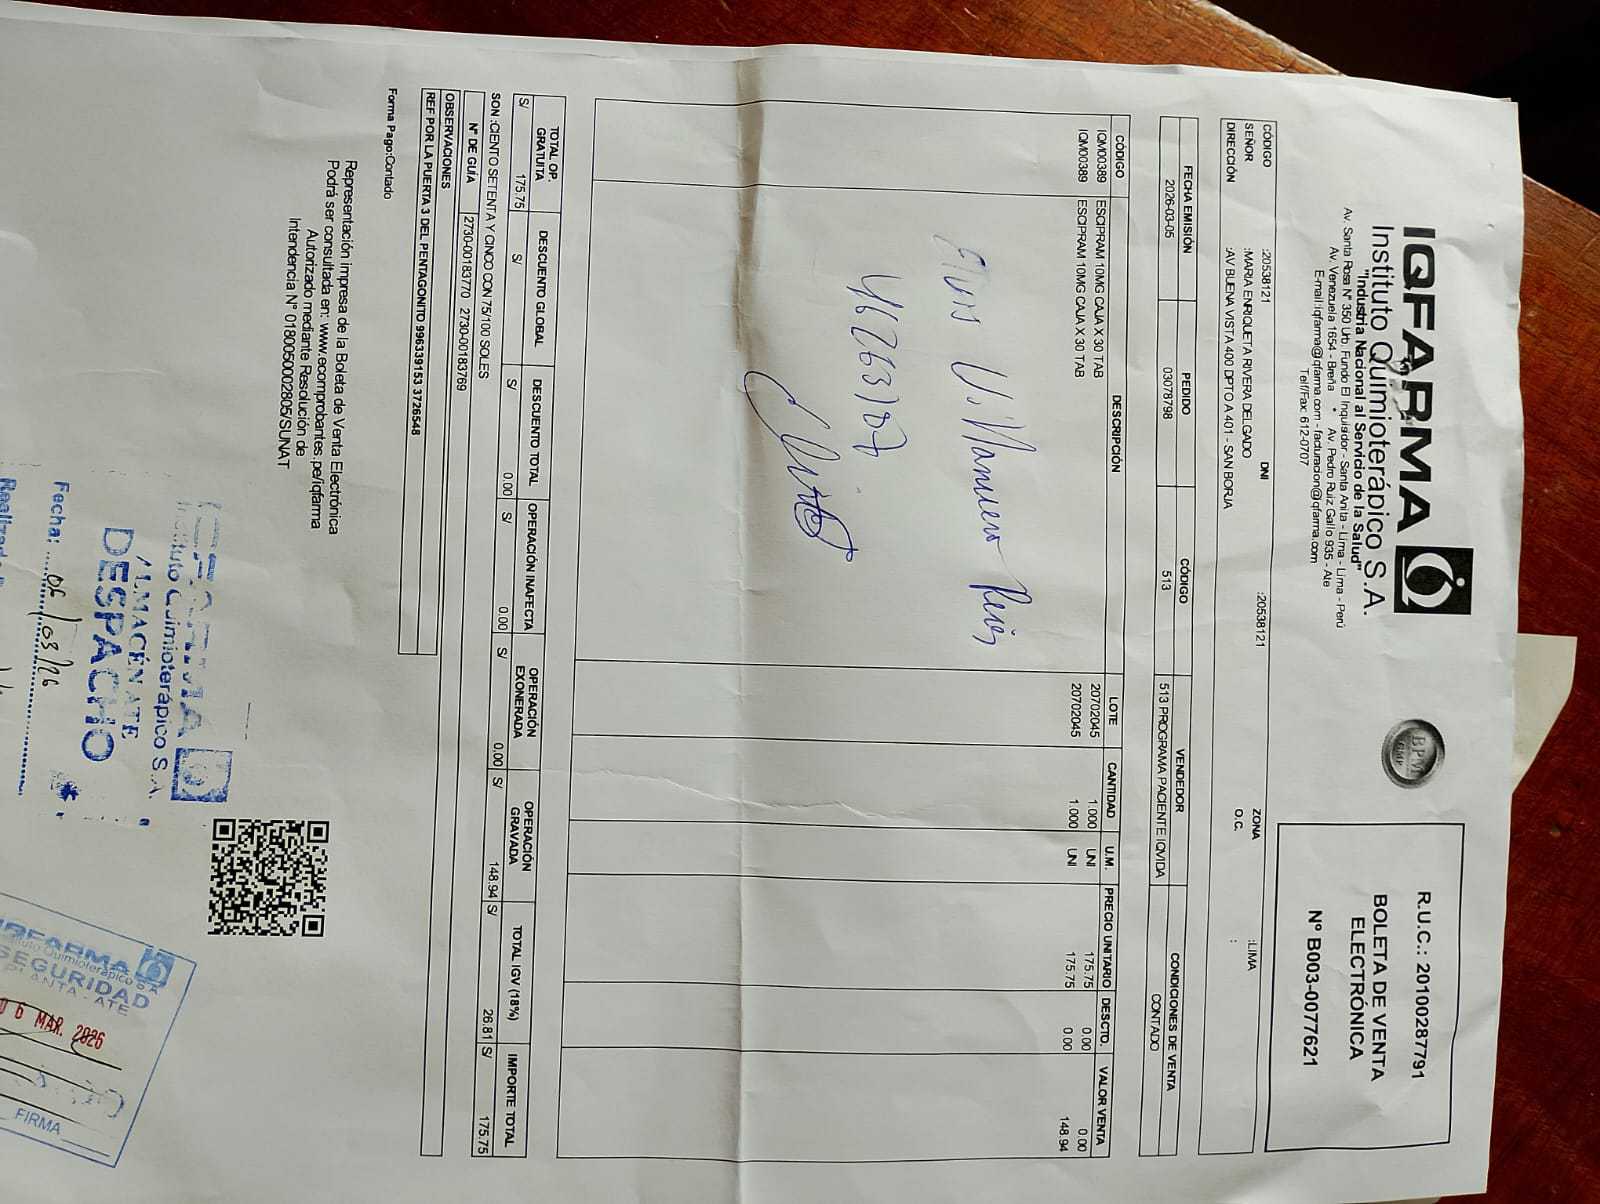 IQFARMA
Instituto Quimioterápico S.A.
"Industria Nacional al Servicio de la Salud"
Av. Santa Rosa N° 350 Urb. Fundo El Inquisidor - Santa Anita - Lima - Lima - Perú
Av. Venezuela 1654 - Breña • Av. Pedro Ruiz Gallo 935 - Ate
E-mail:iqfarma@iqfarma.com - facturacion@iqfarma.com
Telf/Fax: 612-0707
BPM
GMP
R.U.C.: 20100287791
BOLETA DE VENTA
ELECTRÓNICA
N° B003-0077621
CÓDIGO :20538121 DNI :20538121 ZONA :LIMA
SEÑOR :MARIA ENRIQUETA RIVERA DELGADO O.C. :
DIRECCIÓN :AV BUENA VISTA 400 DPTO A 401 - SAN BORJA
FECHA EMISIÓN PEDIDO CÓDIGO VENDEDOR CONDICIONES DE VENTA
2026-03-05 03078798 513 513 PROGRAMA PACIENTE IQVIDA CONTADO
CÓDIGO DESCRIPCIÓN LOTE CANTIDAD U.M. PRECIO UNITARIO DESCTO. VALOR VENTA
IQM00389 ESCIPRAM 10MG CAJA X 30 TAB 20702045 1.000 UNI 175.75 0.00 0.00
IQM00389 ESCIPRAM 10MG CAJA X 30 TAB 20702045 1.000 UNI 175.75 0.00 148.94
46263107
TOTAL OP. GRATUITA DESCUENTO GLOBAL DESCUENTO TOTAL OPERACIÓN INAFECTA OPERACIÓN EXONERADA OPERACIÓN GRAVADA TOTAL IGV (18%) IMPORTE TOTAL
S/ 175.75 S/ S/ 0.00 S/ 0.00 S/ 0.00 S/ 148.94 S/ 26.81 S/ 175.75
SON :CIENTO SETENTA Y CINCO CON 75/100 SOLES
N° DE GUÍA 2730-00183770 2730-00183769
OBSERVACIONES
REF POR LA PUERTA 3 DEL PENTAGONITO 996339153 3726548
Forma Pago:Contado
Representación impresa de la Boleta de Venta Electrónica
Podrá ser consultada en: www.ecomprobantes.pe/iqfarma
Autorizado mediante Resolución de
Intendencia N° 0180050002805/SUNAT
IQFARMA
Instituto Quimioterápico S.A.
ALMACÉN ATE
DESPACHO
Fecha: 06/03/26
IQFARMA
Instituto Quimioterápico S.A.
SEGURIDAD
PLANTA - ATE
06 MAR. 2026
FIRMA